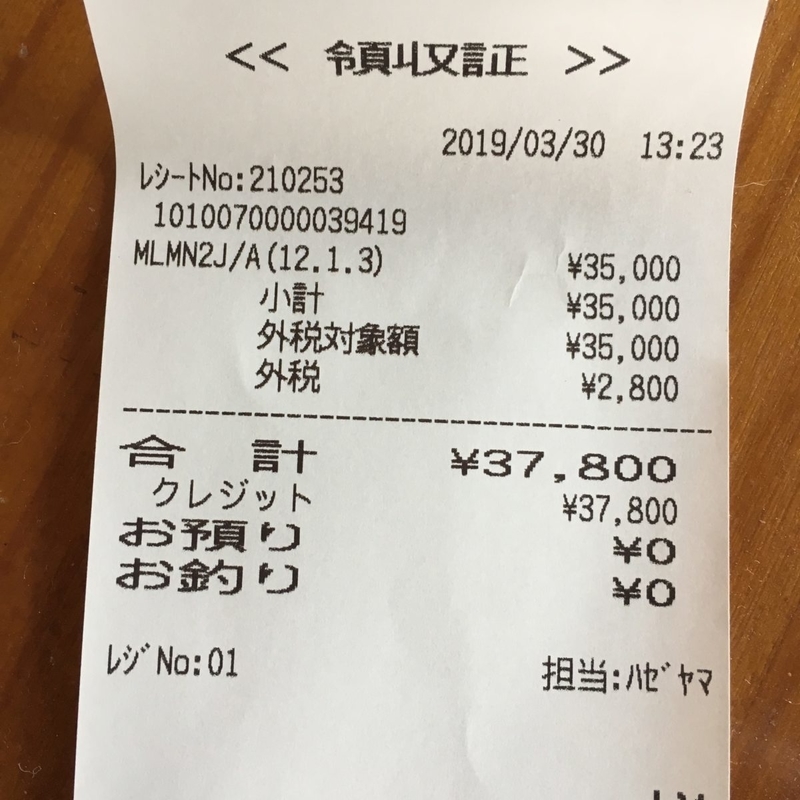 << 領収証 >>
2019/03/30 13:23
ﾚｼｰﾄNo:210253
1010070000039419
MLMN2J/A(12.1.3) ¥35,000
小計 ¥35,000
外税対象額 ¥35,000
外税 ¥2,800
合 計 ¥37,800
クレジット ¥37,800
お預り ¥0
お釣り ¥0
ﾚｼﾞNo:01 担当:ﾊｾﾞﾔﾏ